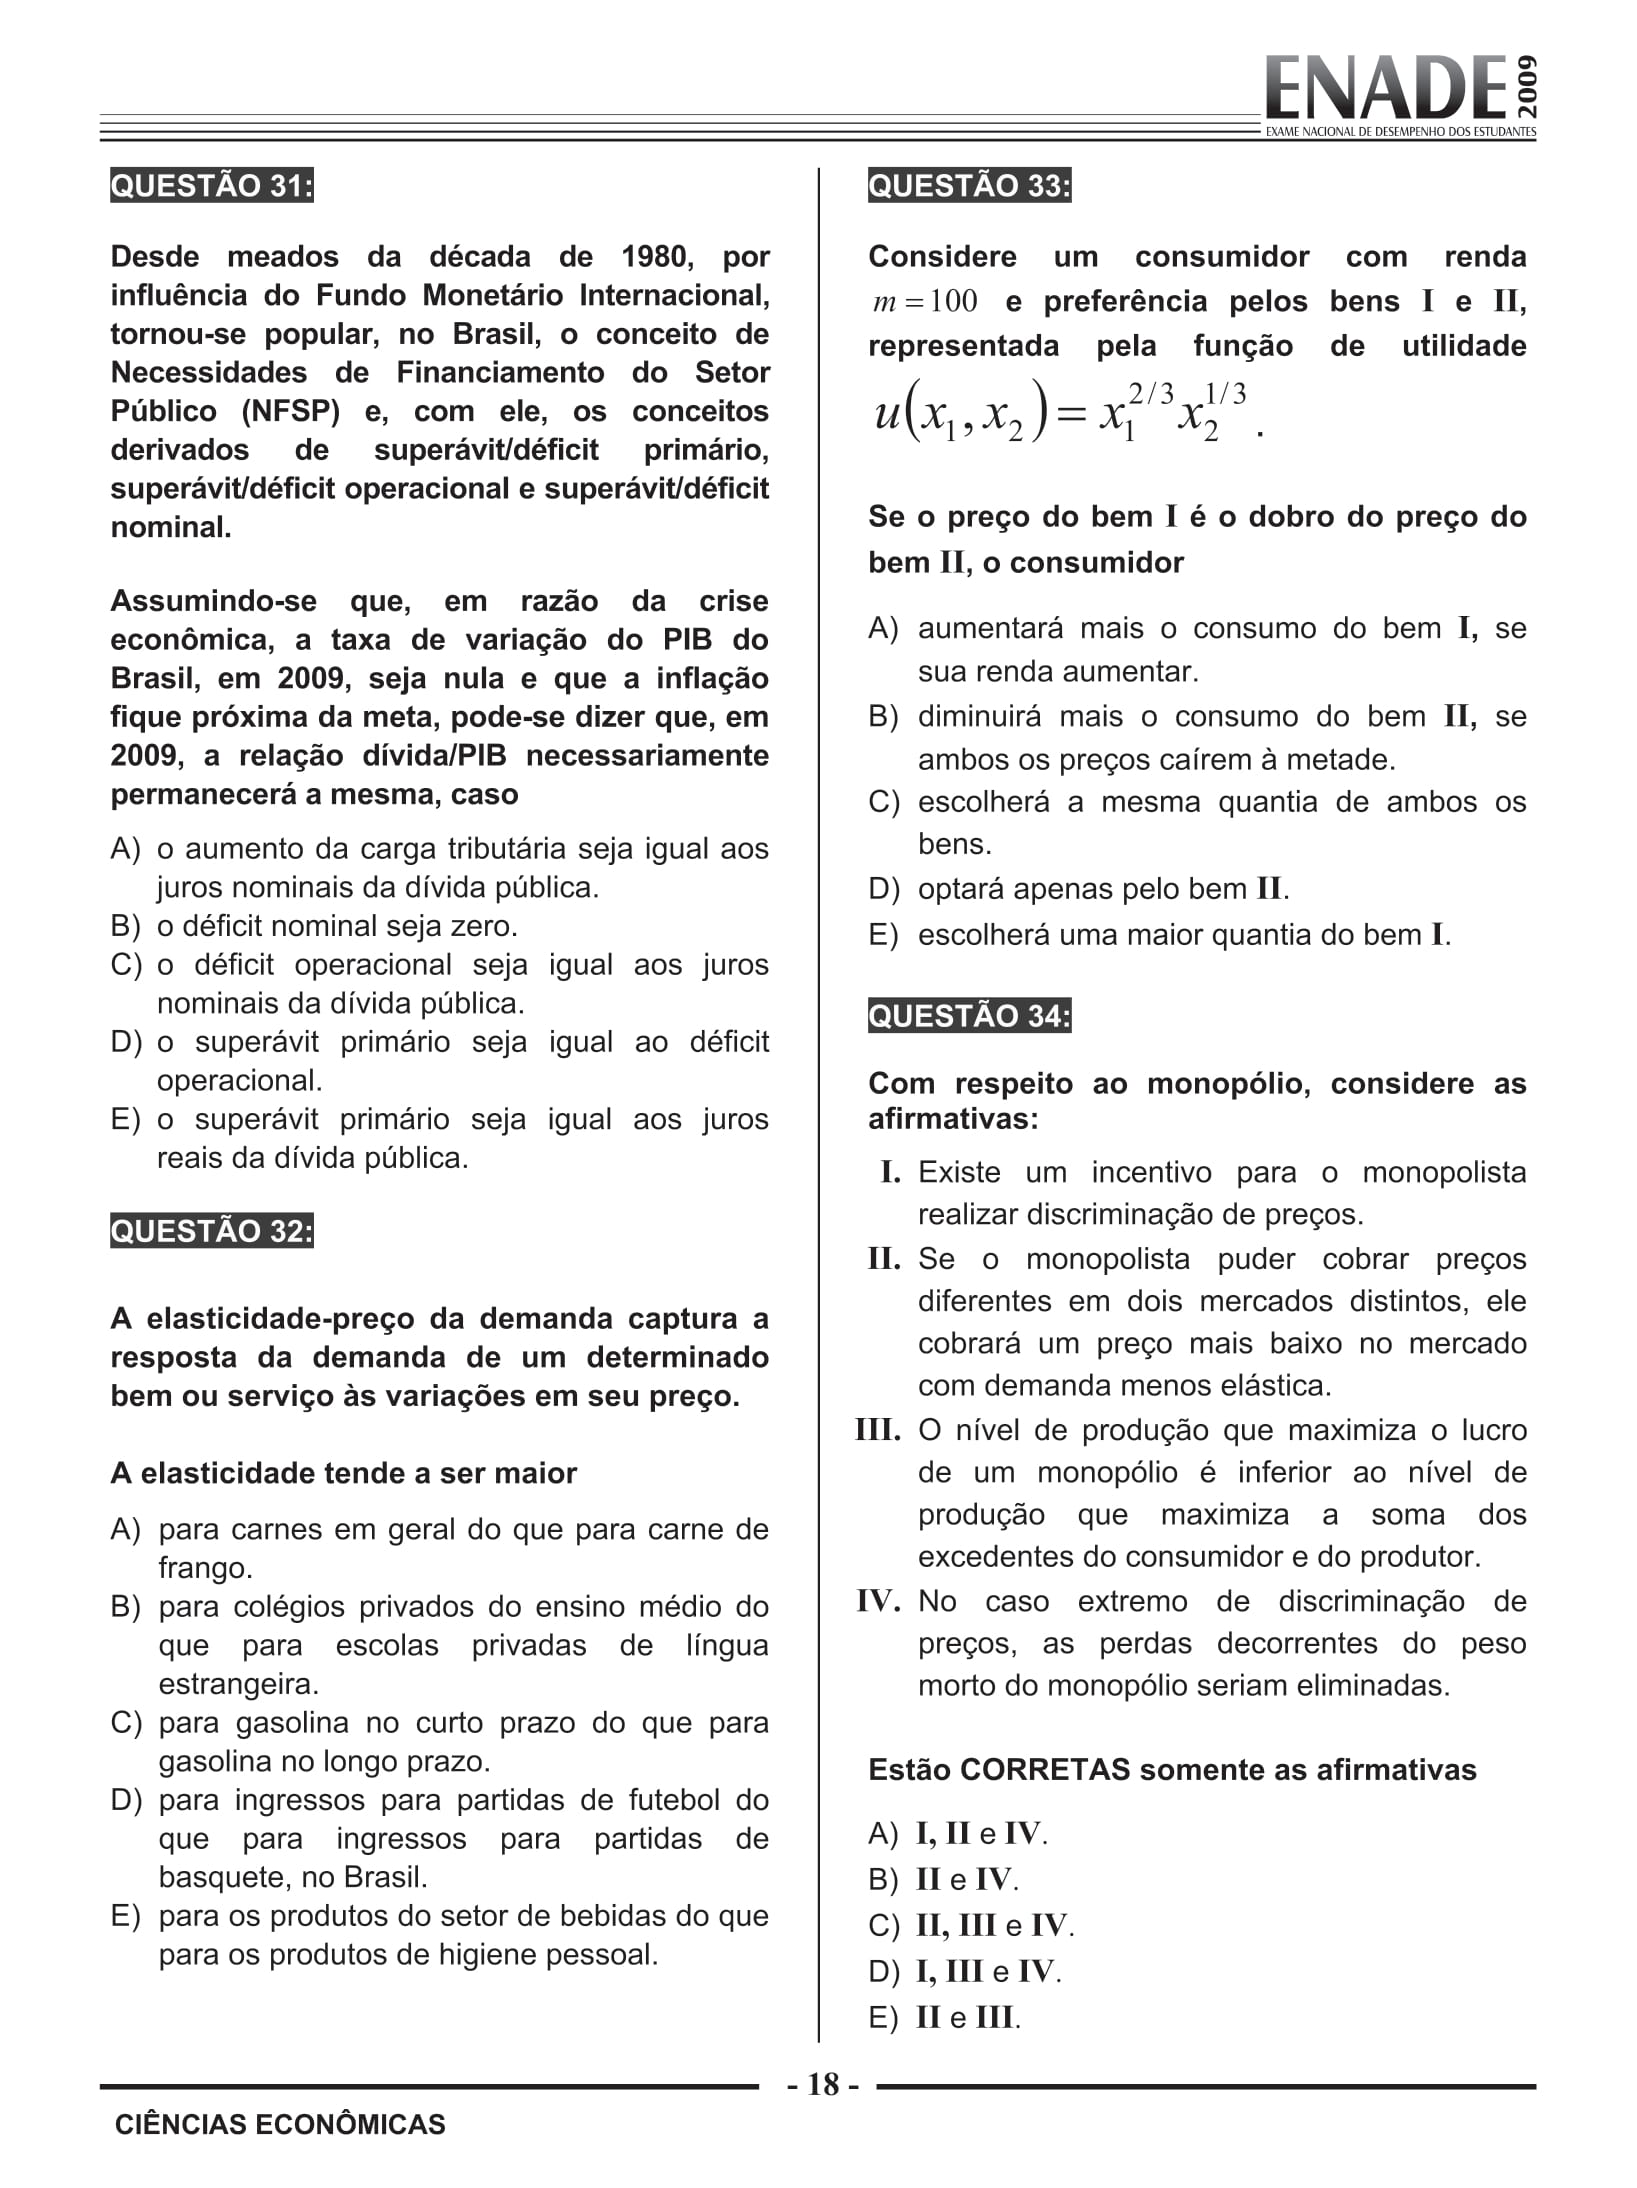 ENADE 2009
EXAME NACIONAL DE DESEMPENHO DOS ESTUDANTES
QUESTÃO 31:
Desde meados da década de 1980, por
influência do Fundo Monetário Internacional,
tornou-se popular, no Brasil, o conceito de
Necessidades de Financiamento do Setor
Público (NFSP) e, com ele, os conceitos
derivados de superávit/déficit primário,
superávit/déficit operacional e superávit/déficit
nominal.
Assumindo-se que, em razão da crise
econômica, a taxa de variação do PIB do
Brasil, em 2009, seja nula e que a inflação
fique próxima da meta, pode-se dizer que, em
2009, a relação dívida/PIB necessariamente
permanecerá a mesma, caso
A) o aumento da carga tributária seja igual aos
juros nominais da dívida pública.
B) o déficit nominal seja zero.
C) o déficit operacional seja igual aos juros
nominais da dívida pública.
D) o superávit primário seja igual ao déficit
operacional.
E) o superávit primário seja igual aos juros
reais da dívida pública.
QUESTÃO 32:
A elasticidade-preço da demanda captura a
resposta da demanda de um determinado
bem ou serviço às variações em seu preço.
A elasticidade tende a ser maior
A) para carnes em geral do que para carne de
frango.
B) para colégios privados do ensino médio do
que para escolas privadas de língua
estrangeira.
C) para gasolina no curto prazo do que para
gasolina no longo prazo.
D) para ingressos para partidas de futebol do
que para ingressos para partidas de
basquete, no Brasil.
E) para os produtos do setor de bebidas do que
para os produtos de higiene pessoal.
QUESTÃO 33:
Considere um consumidor com renda
m = 100 e preferência pelos bens I e II,
representada pela função de utilidade
u(x₁, x₂) = x₁^{2/3} x₂^{1/3}.
Se o preço do bem I é o dobro do preço do
bem II, o consumidor
A) aumentará mais o consumo do bem I, se
sua renda aumentar.
B) diminuirá mais o consumo do bem II, se
ambos os preços caírem à metade.
C) escolherá a mesma quantia de ambos os
bens.
D) optará apenas pelo bem II.
E) escolherá uma maior quantia do bem I.
QUESTÃO 34:
Com respeito ao monopólio, considere as
afirmativas:
I. Existe um incentivo para o monopolista
realizar discriminação de preços.
II. Se o monopolista puder cobrar preços
diferentes em dois mercados distintos, ele
cobrará um preço mais baixo no mercado
com demanda menos elástica.
III. O nível de produção que maximiza o lucro
de um monopólio é inferior ao nível de
produção que maximiza a soma dos
excedentes do consumidor e do produtor.
IV. No caso extremo de discriminação de
preços, as perdas decorrentes do peso
morto do monopólio seriam eliminadas.
Estão CORRETAS somente as afirmativas
A) I, II e IV.
B) II e IV.
C) II, III e IV.
D) I, III e IV.
E) II e III.
- 18 -
CIÊNCIAS ECONÔMICAS